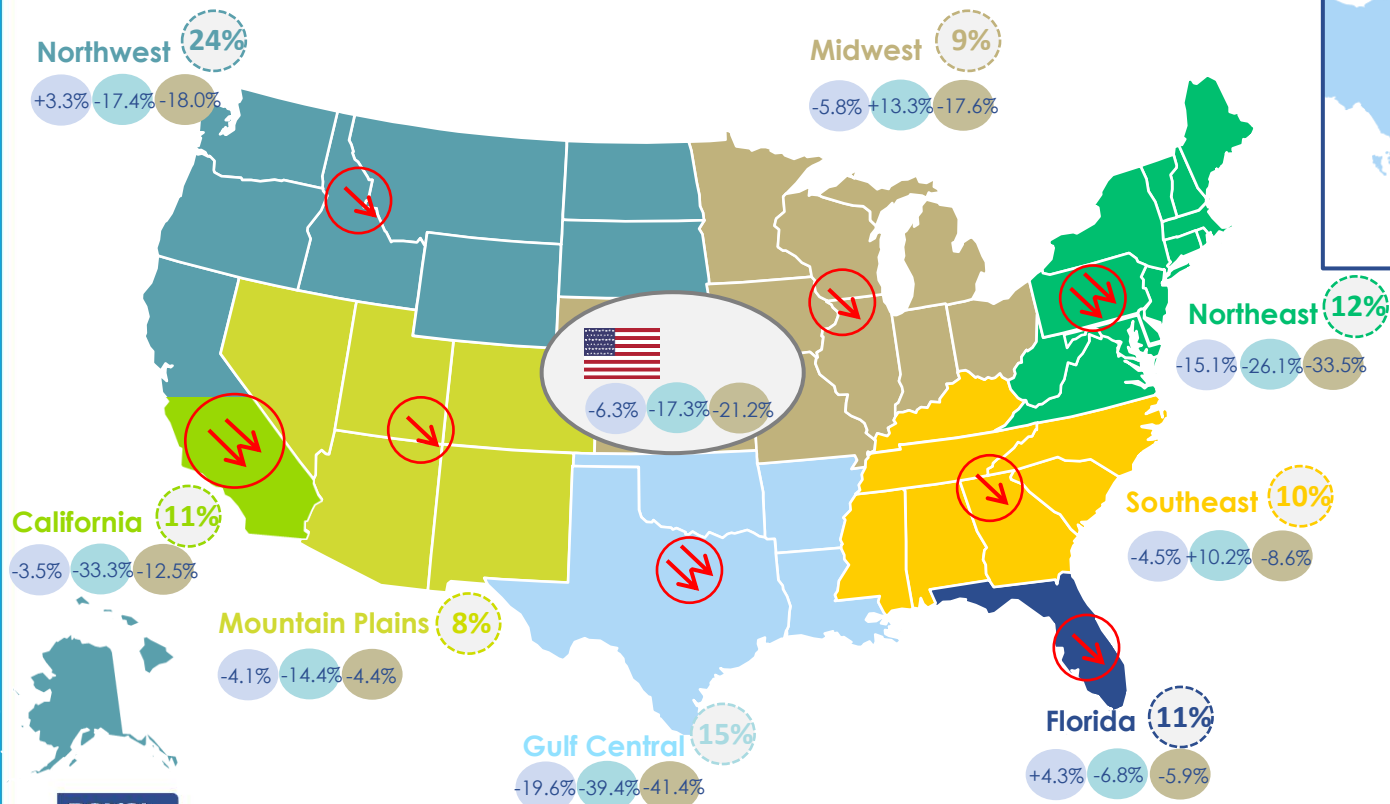 Northwest 24%
+3.3% -17.4% -18.0%
Midwest 9%
-5.8% +13.3% -17.6%
Northeast 12%
-15.1% -26.1% -33.5%
-6.3% -17.3% -21.2%
California 11%
-3.5% -33.3% -12.5%
Southeast 10%
-4.5% +10.2% -8.6%
Mountain Plains 8%
-4.1% -14.4% -4.4%
Gulf Central 15%
-19.6% -39.4% -41.4%
Florida 11%
+4.3% -6.8% -5.9%